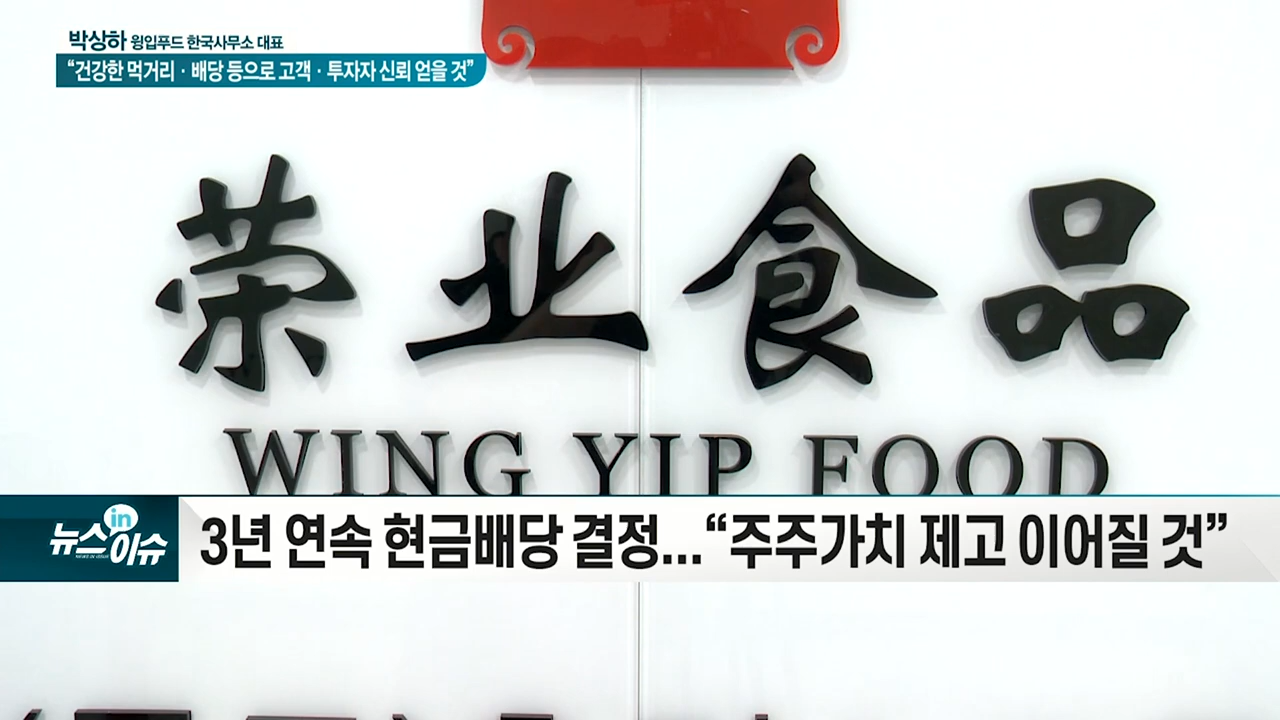 박상하 윙입푸드 한국사무소 대표
“건강한 먹거리·배당 등으로 고객·투자자 신뢰 얻을 것”
荣业食品
WING YIP FOOD
뉴스in이슈
3년 연속 현금배당 결정...“주주가치 제고 이어질 것”